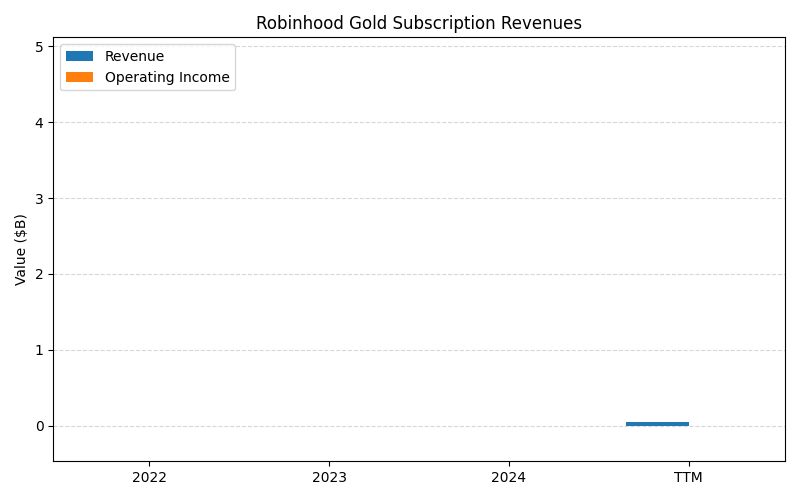 Robinhood Gold Subscription Revenues
Revenue
Operating Income
Value ($B)
5
4
3
2
1
0
2022
2023
2024
TTM